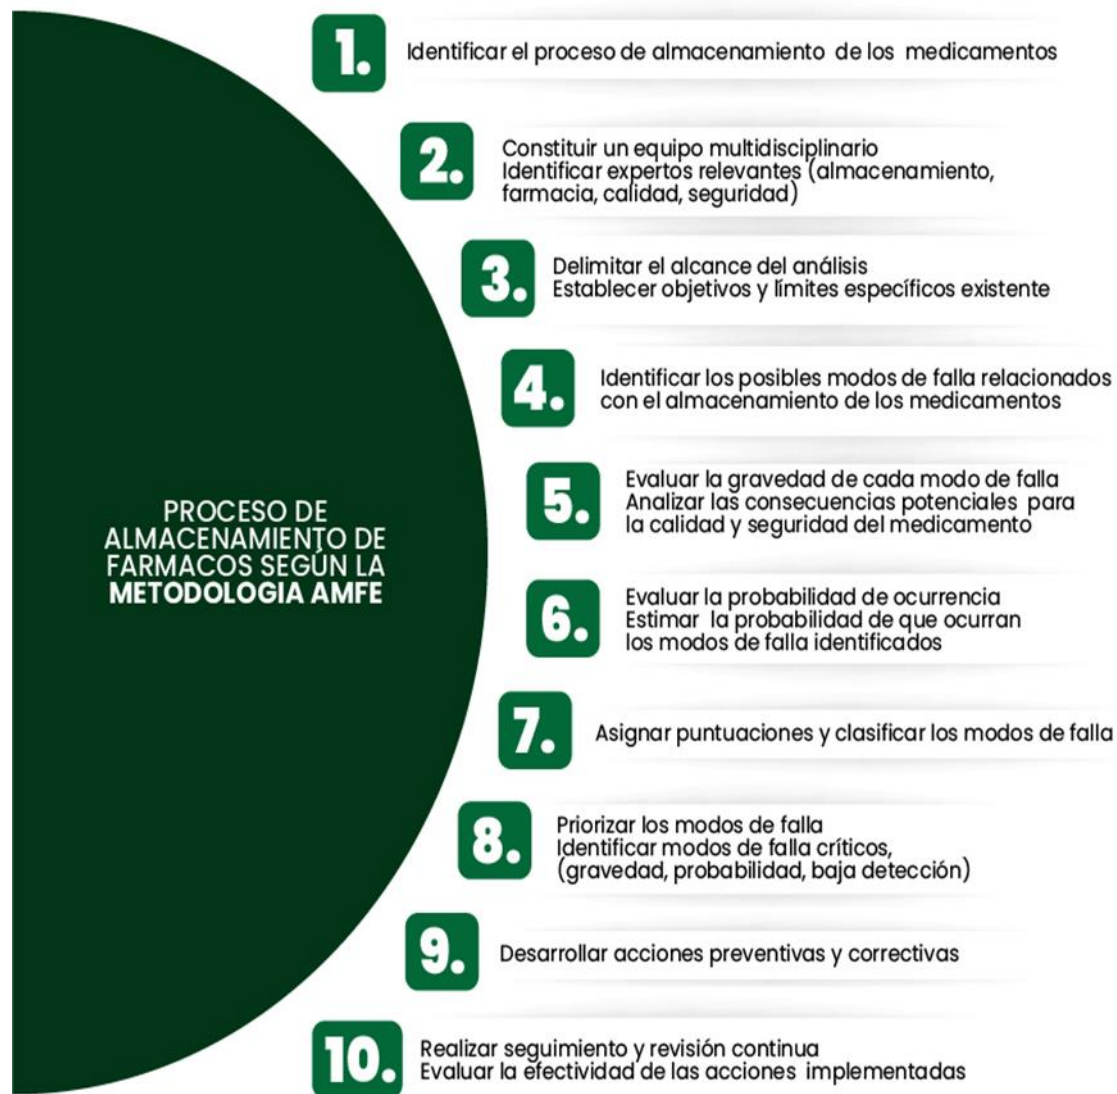 PROCESO DE
ALMACENAMIENTO DE
FARMACOS SEGÚN LA
METODOLOGIA AMFE
1.
Identificar el proceso de almacenamiento de los medicamentos
2.
Constituir un equipo multidisciplinario
Identificar expertos relevantes (almacenamiento,
farmacia, calidad, seguridad)
3.
Delimitar el alcance del análisis
Establecer objetivos y límites específicos existente
4.
Identificar los posibles modos de falla relacionados
con el almacenamiento de los medicamentos
5.
Evaluar la gravedad de cada modo de falla
Analizar las consecuencias potenciales para
la calidad y seguridad del medicamento
6.
Evaluar la probabilidad de ocurrencia
Estimar la probabilidad de que ocurran
los modos de falla identificados
7.
Asignar puntuaciones y clasificar los modos de falla
8.
Priorizar los modos de falla
Identificar modos de falla críticos,
(gravedad, probabilidad, baja detección)
9.
Desarrollar acciones preventivas y correctivas
10.
Realizar seguimiento y revisión continua
Evaluar la efectividad de las acciones implementadas